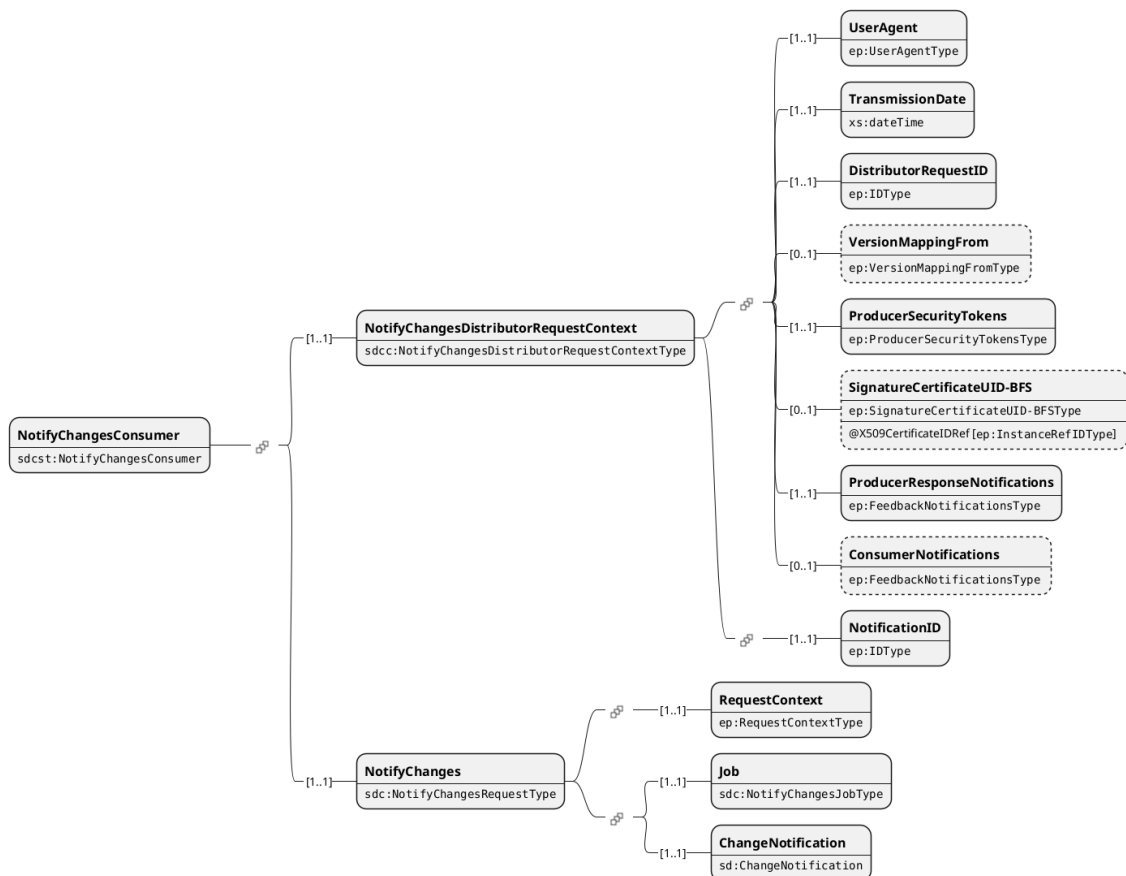 [1..1]
UserAgent
ep:UserAgentType
[1..1]
TransmissionDate
xs:dateTime
[1..1]
DistributorRequestID
ep:IDType
[0..1]
VersionMappingFrom
ep:VersionMappingFromType
[1..1]
NotifyChangesDistributorRequestContext
sdcc:NotifyChangesDistributorRequestContextType
[1..1]
ProducerSecurityTokens
ep:ProducerSecurityTokensType
[0..1]
SignatureCertificateUID-BFS
ep:SignatureCertificateUID-BFSType
@X509CertificateIDRef [ep:InstanceRefIDType]
NotifyChangesConsumer
sdcst:NotifyChangesConsumer
[1..1]
ProducerResponseNotifications
ep:FeedbackNotificationsType
[0..1]
ConsumerNotifications
ep:FeedbackNotificationsType
[1..1]
NotificationID
ep:IDType
[1..1]
RequestContext
ep:RequestContextType
[1..1]
NotifyChanges
sdc:NotifyChangesRequestType
[1..1]
Job
sdc:NotifyChangesJobType
[1..1]
ChangeNotification
sd:ChangeNotification